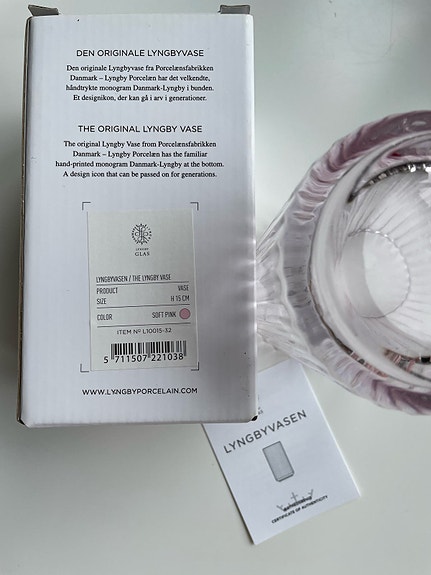 DEN ORIGINALE LYNGBYVASE
Den originale Lyngbyvase fra Porcelænsfabrikken
Danmark – Lyngby Porcelæn har det velkendte,
håndtrykte monogram Danmark-Lyngby i bunden.
Et designikon, der kan gå i arv i generationer.
THE ORIGINAL LYNGBY VASE
The original Lyngby Vase from Porcelænsfabrikken
Danmark – Lyngby Porcelæn has the familiar
hand-printed monogram Danmark-Lyngby at the bottom.
A design icon that can be passed on for generations.
LYNGBY
GLAS
LYNGBYVASEN / THE LYNGBY VASE
PRODUCT VASE
SIZE H 15 CM
COLOR SOFT PINK
ITEM Nº L10015-32
5 711507 221038
WWW.LYNGBYPORCELAIN.COM
LYNGBYVASEN
CERTIFICATE OF AUTHENTICITY